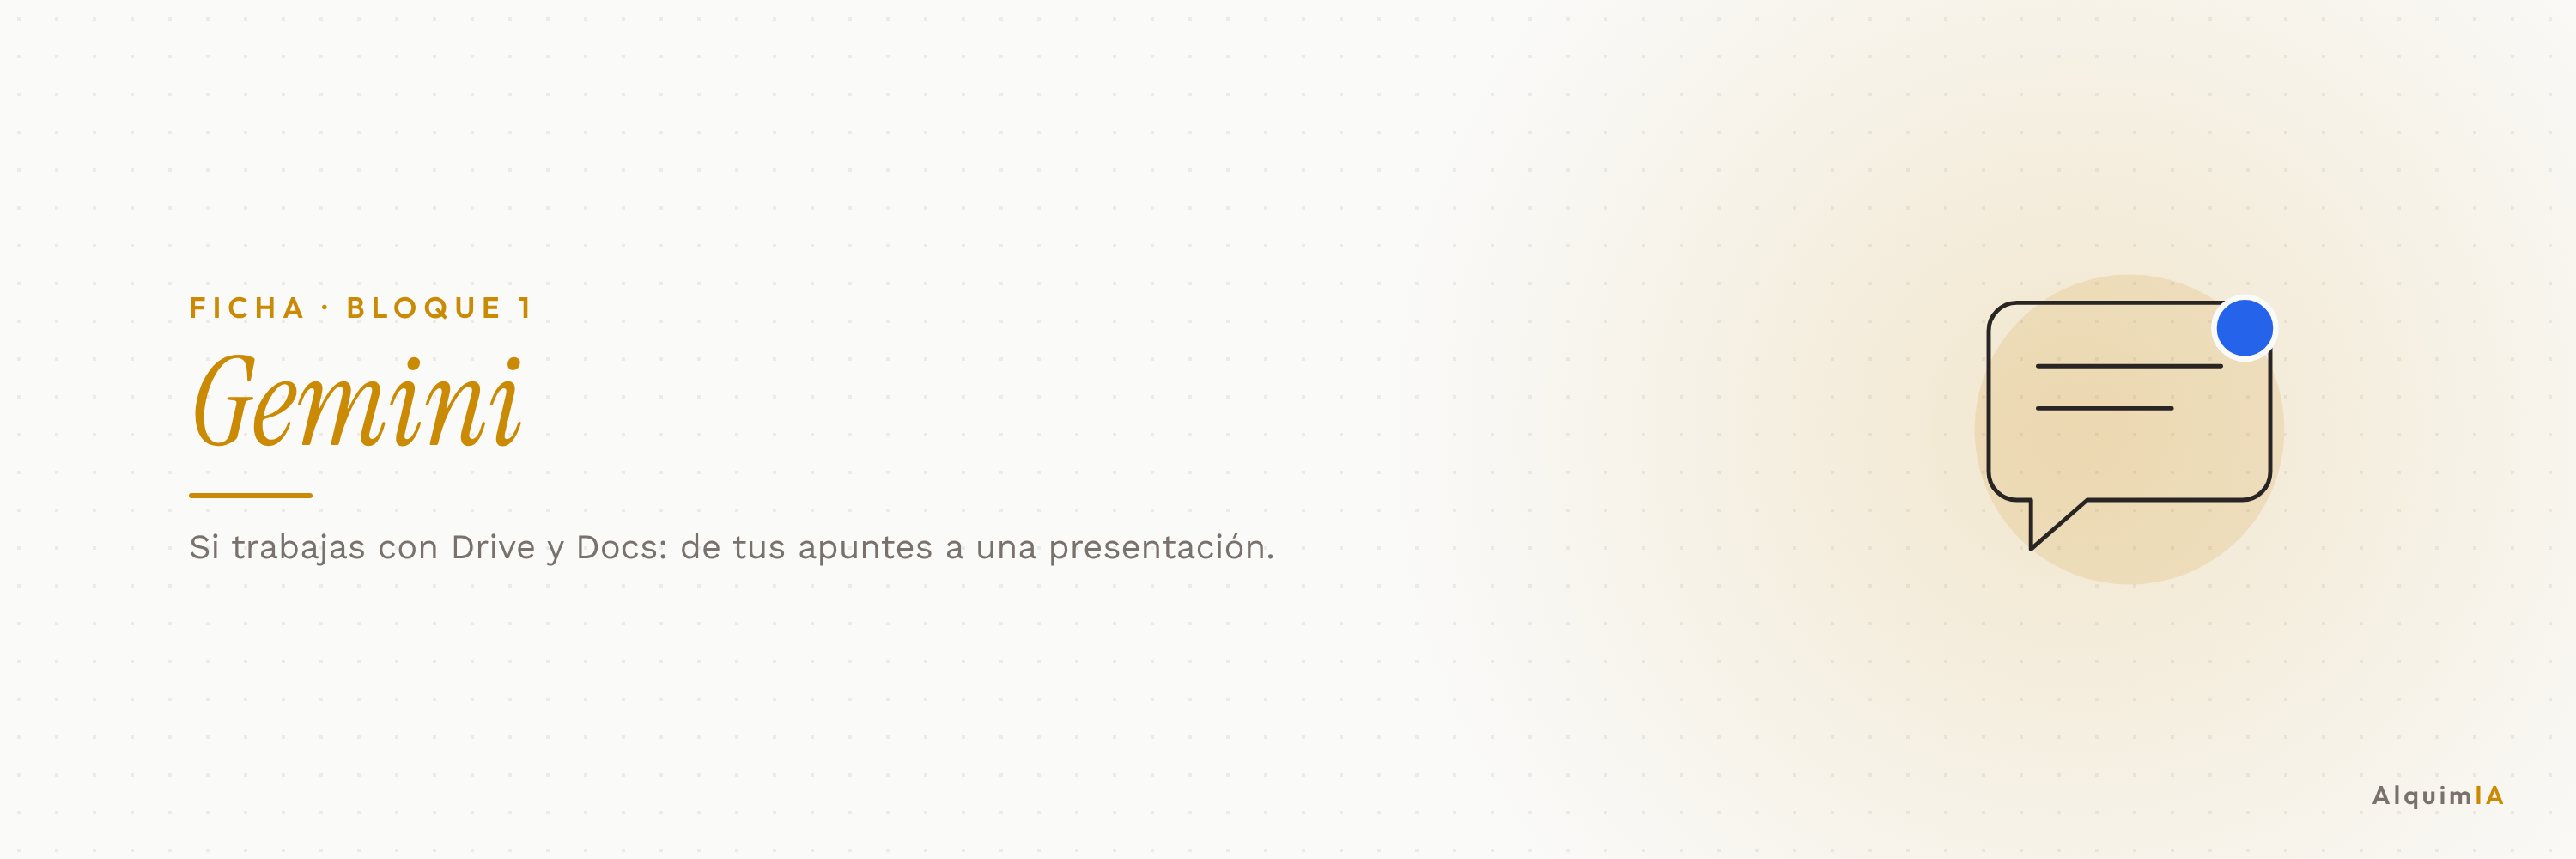 FICHA · BLOQUE 1
Gemini
Si trabajas con Drive y Docs: de tus apuntes a una presentación.
AlquimIA